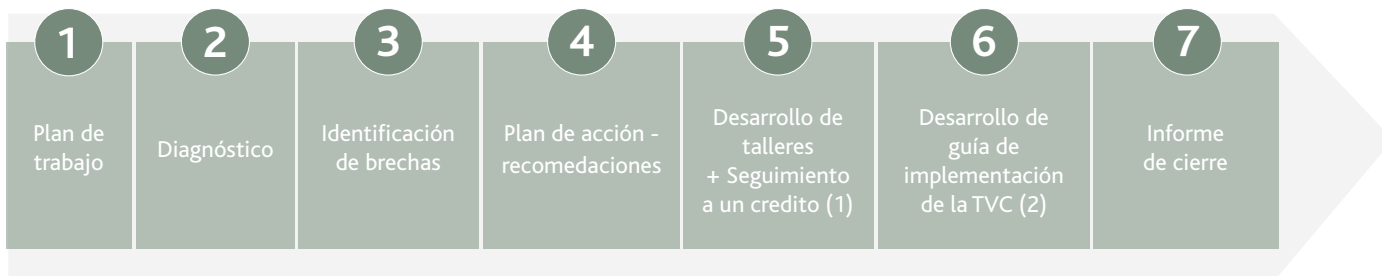 1
Plan de
trabajo
2
Diagnóstico
3
Identificación
de brechas
4
Plan de acción -
recomedaciones
5
Desarrollo de
talleres
+ Seguimiento
a un credito (1)
6
Desarrollo de
guía de
implementación
de la TVC (2)
7
Informe
de cierre